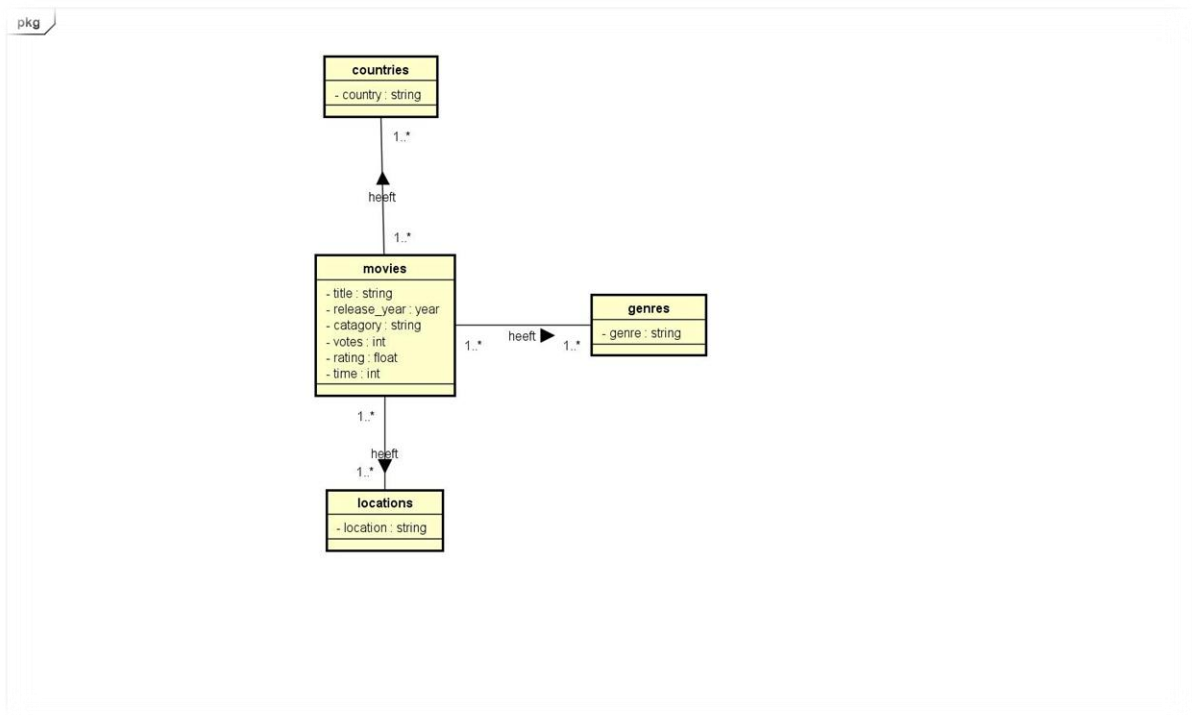 pkg
countries
- country : string
1..*
heeft
1..*
movies
- title : string
- release_year : year
- catagory : string
- votes : int
- rating : float
- time : int
1..*
heeft
1..*
genres
- genre : string
1..*
heeft
1..*
locations
- location : string